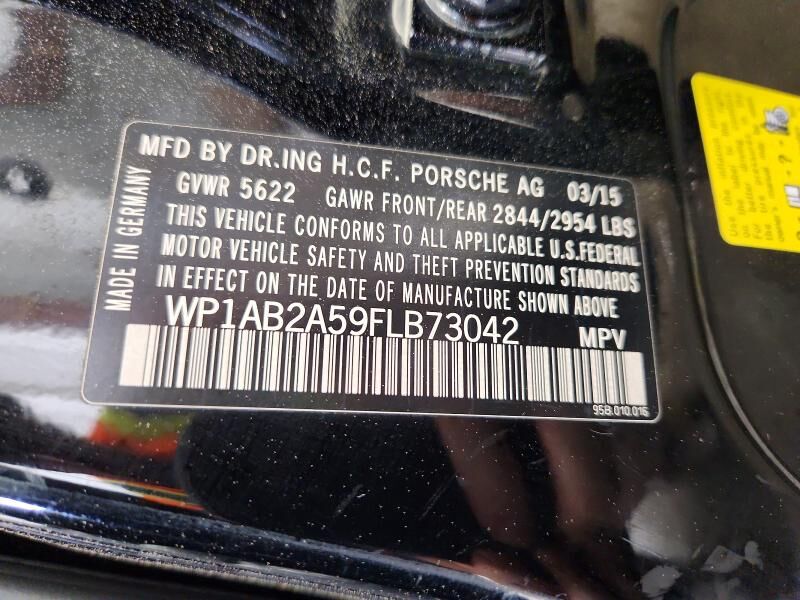 MFD BY DR.ING H.C.F. PORSCHE AG 03/15
GVWR 5622 GAWR FRONT/REAR 2844/2954 LBS
THIS VEHICLE CONFORMS TO ALL APPLICABLE U.S.FEDERAL
MOTOR VEHICLE SAFETY AND THEFT PREVENTION STANDARDS
IN EFFECT ON THE DATE OF MANUFACTURE SHOWN ABOVE
WP1AB2A59FLB73042 MPV
95B.010.016
MADE IN GERMANY